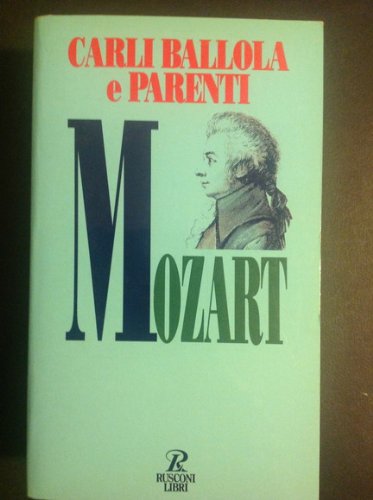 CARLI BALLOLA
e PARENTI
MOZART
RUSCONI
LIBRI